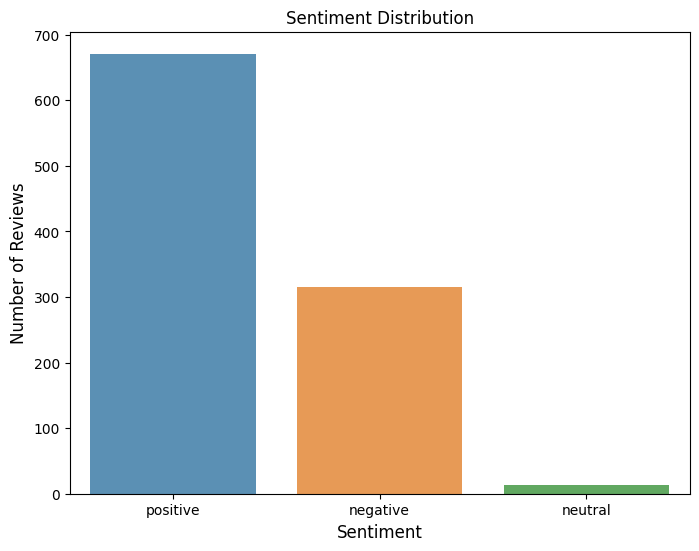 Sentiment Distribution
Number of Reviews
700
600
500
400
300
200
100
0
positive negative neutral
Sentiment